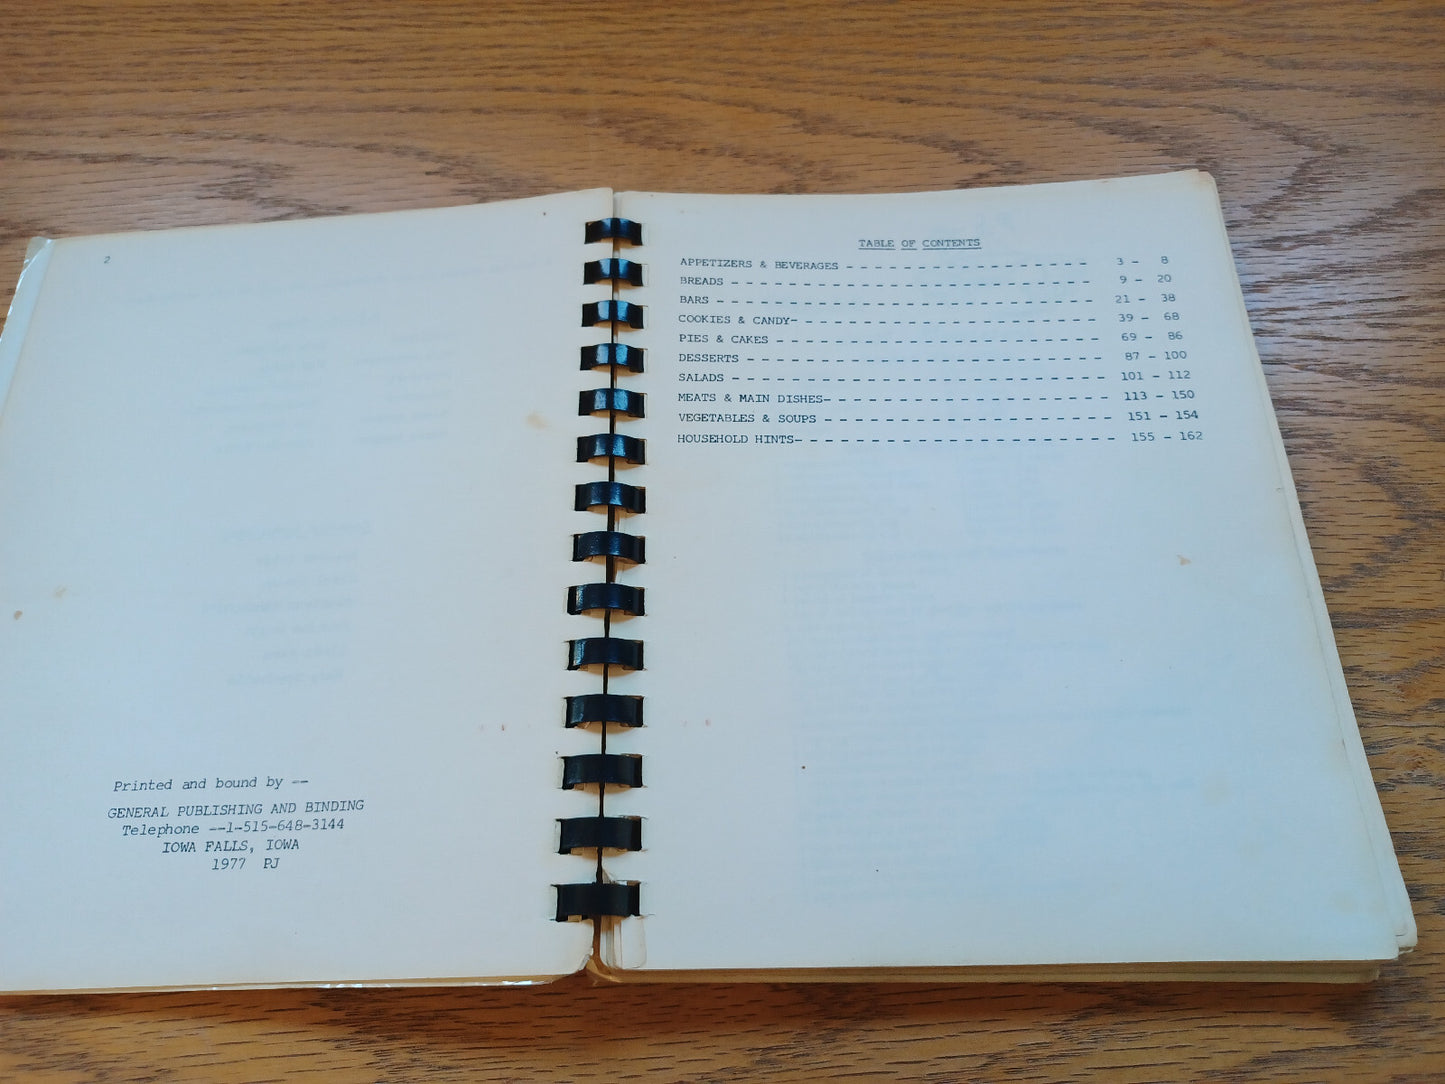 2
Printed and bound by --
GENERAL PUBLISHING AND BINDING
Telephone --1-515-648-3144
IOWA FALLS, IOWA
1977 PJ
TABLE OF CONTENTS
APPETIZERS & BEVERAGES - - - - - - - - - - - - - - - - - 3 - 8
BREADS - - - - - - - - - - - - - - - - - - - - - - - - - 9 - 20
BARS - - - - - - - - - - - - - - - - - - - - - - - - - - 21 - 38
COOKIES & CANDY- - - - - - - - - - - - - - - - - - - - - 39 - 68
PIES & CAKES - - - - - - - - - - - - - - - - - - - - - - 69 - 86
DESSERTS - - - - - - - - - - - - - - - - - - - - - - - - 87 - 100
SALADS - - - - - - - - - - - - - - - - - - - - - - - - - 101 - 112
MEATS & MAIN DISHES- - - - - - - - - - - - - - - - - - - 113 - 150
VEGETABLES & SOUPS - - - - - - - - - - - - - - - - - - - 151 - 154
HOUSEHOLD HINTS- - - - - - - - - - - - - - - - - - - - - 155 - 162